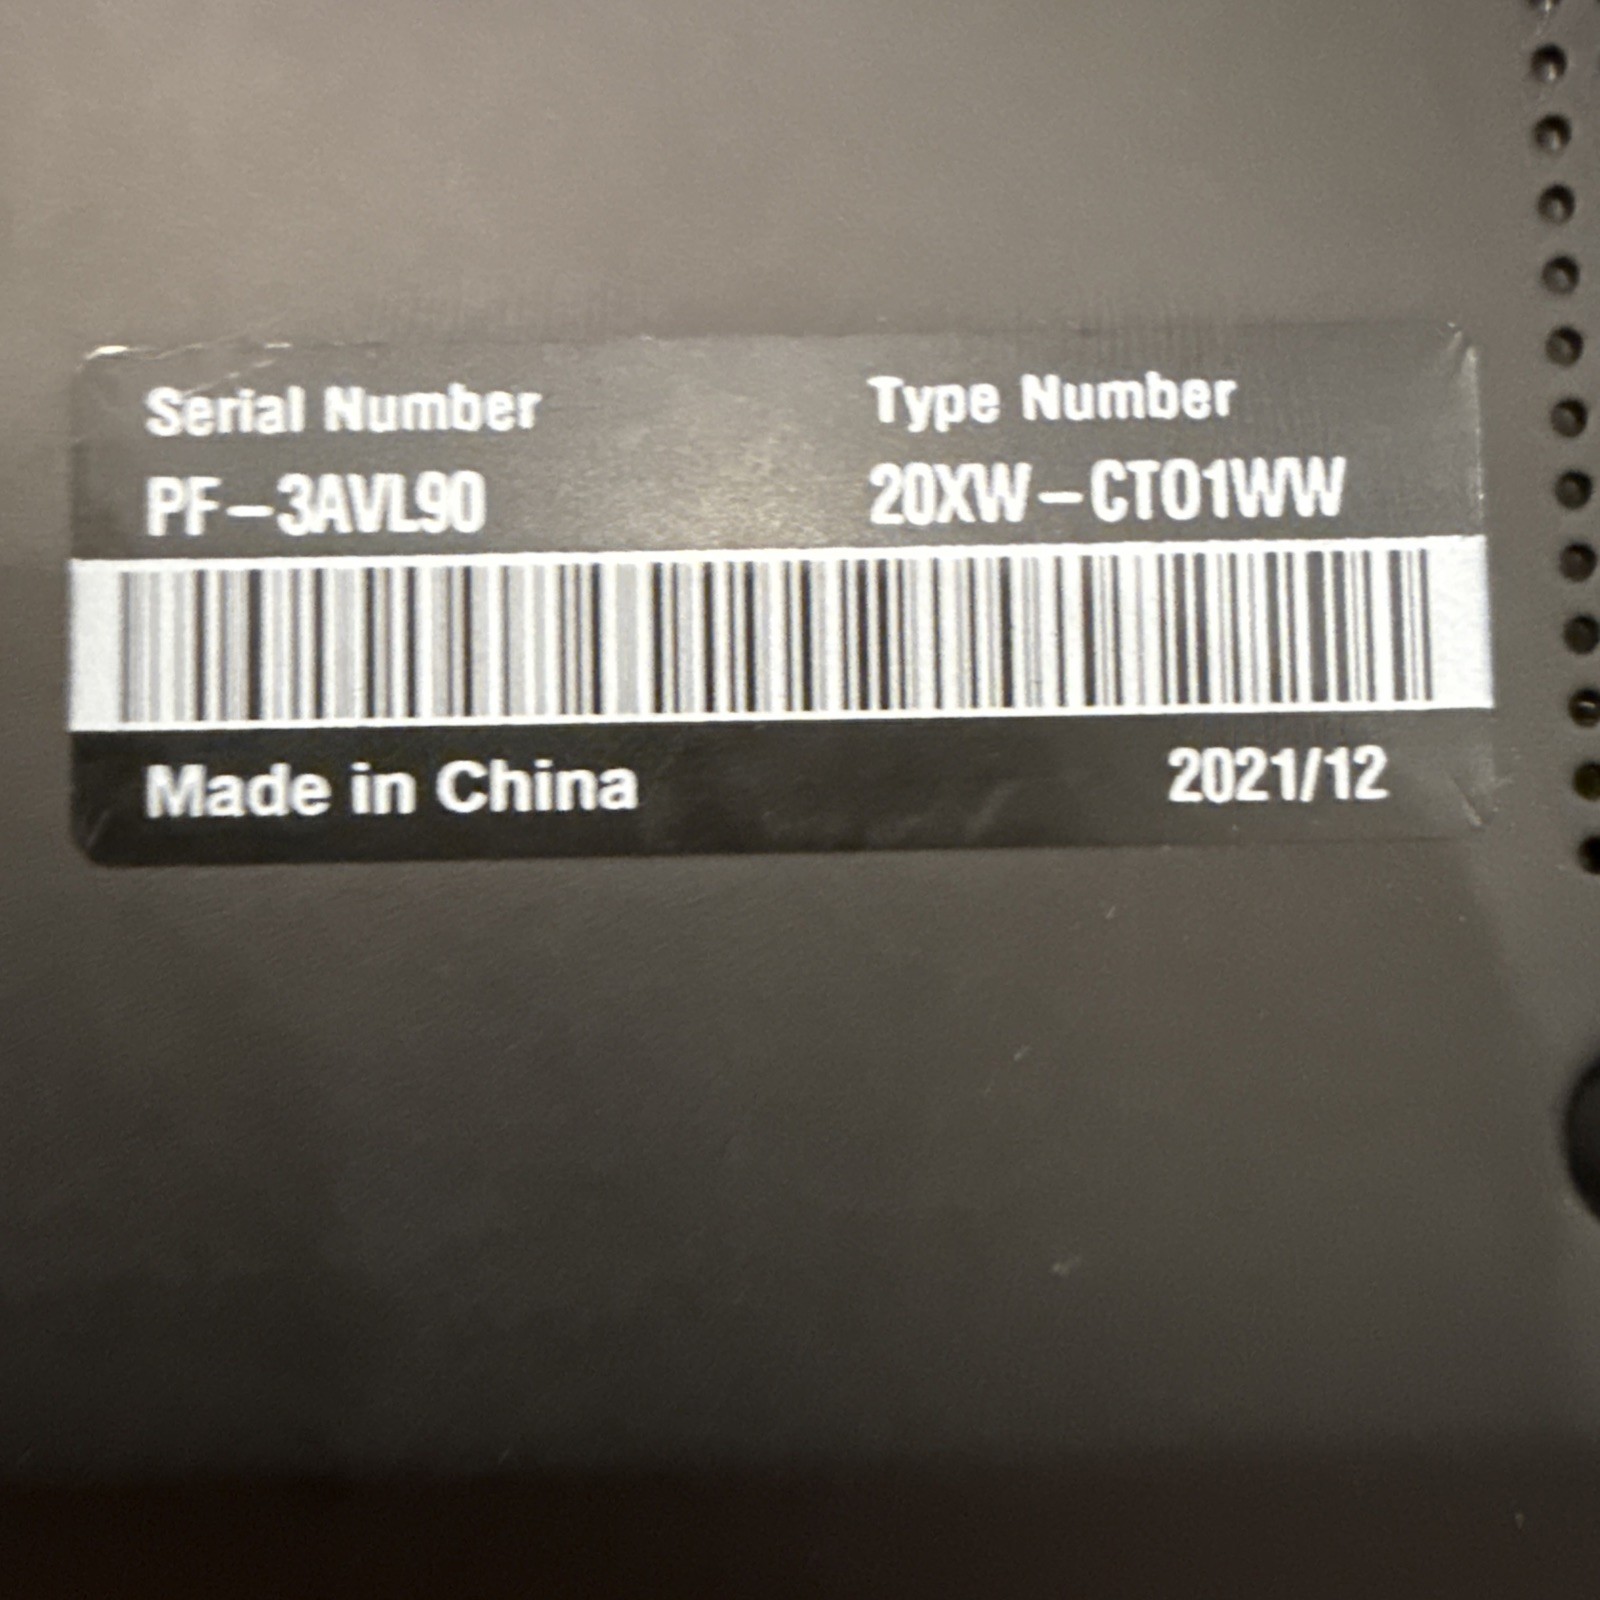 Serial Number
Type Number
PF-3AVL90
20XW-CTO1WW
Made in China
2021/12